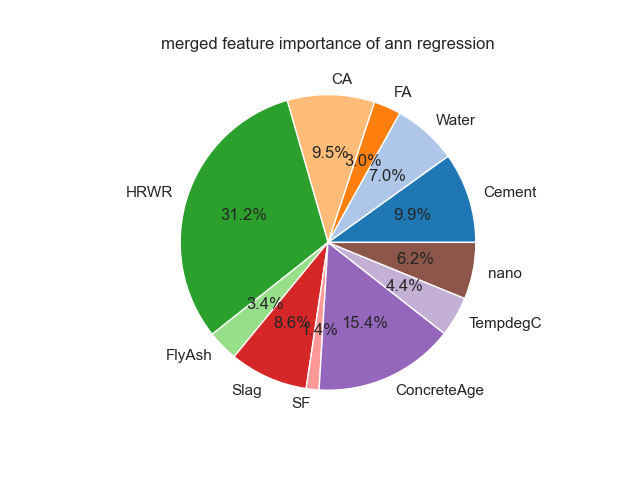 merged feature importance of ann regression
CA
FA
Water
Cement
nano
TempdegC
ConcreteAge
SF
Slag
FlyAsh
HRWR
9.5%
3.0%
7.0%
9.9%
6.2%
4.4%
15.4%
1.4%
8.6%
3.4%
31.2%